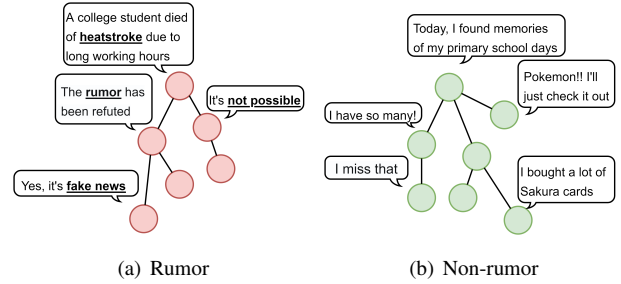 A college student died
of heatstroke due to
long working hours
The rumor has
been refuted
It's not possible
Yes, it's fake news
(a) Rumor
Today, I found memories
of my primary school days
Pokemon!! I'll
just check it out
I have so many!
I miss that
I bought a lot of
Sakura cards
(b) Non-rumor